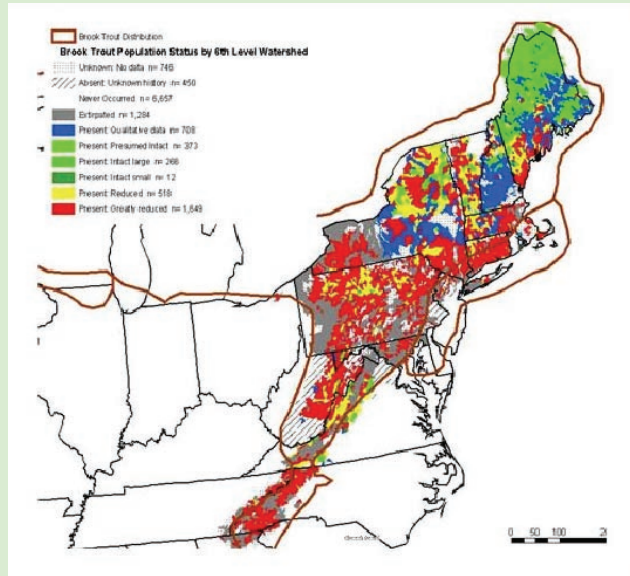 Brook Trout Distribution
Brook Trout Population Status by 6th Level Watershed
Unknown: No data n= 746
Absent: Unknown history n= 450
Never Occurred n= 6,657
Extirpated n= 1,284
Present: Qualitative data n= 708
Present: Presumed Intact n= 373
Present: Intact large n= 266
Present: Intact small n= 12
Present: Reduced n= 518
Present: Greatly reduced n= 1,649
0 50 100 20